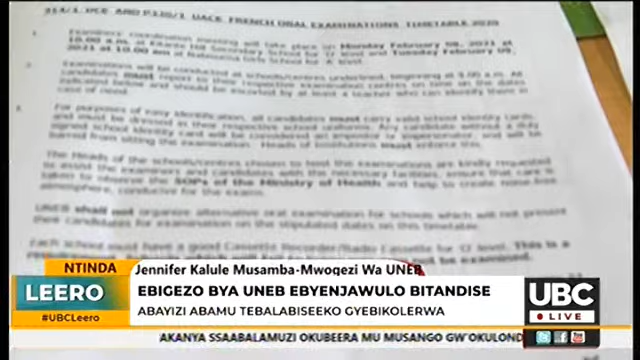 314/1 UCE AND P320/1 UACE FRENCH ORAL EXAMINATIONS TIMETABLE 2020
1. Examiners' coordination meeting will take place on Monday February 08, 2021 at
10.00 a.m. at Kitante Hill Secondary School for 'O' level and Tuesday February 09,
2021 at 10.00 am at Nabisunsa Girls School for 'A' level.
2. Examinations will be conducted at schools/centres underlined, beginning at 9.00 a.m. All
candidates must report to their respective examination centres on time on the dates
indicated below and should be escorted by at least a teacher who can identify them in
case of need.
3. For purposes of easy identification, all candidates must carry valid school identity cards,
and must be dressed in their respective school uniforms. Any candidate without a duly
signed school identity card will be considered an impostor or impersonator, and will be
barred from sitting the examination. Heads of Institutions must enforce this.
The Heads of the schools/centres chosen to host the examinations are kindly requested
to assist the examiners and candidates with the necessary facilities, ensure that care is
taken to observe the SOPs of the Ministry of Health and help to create noise-free
atmosphere, conducive for the exams.
UNEB shall not organize alternative oral examination for schools which will not present
their candidates for examination on the stipulated dates on this timetable.
Each school must have a good Cassette Recorder/Radio Cassette for 'O' level. This is a
not be examined.
NTINDA
Jennifer Kalule Musamba-Mwogezi Wa UNEB
LEERO
EBIGEZO BYA UNEB EBYENJAWULO BITANDISE
ABAYIZI ABAMU TEBALABISEEKO GYEBIKOLERWA
#UBCLeero
UBC
LIVE
AKANYA SSAABALAMUZI OKUBEERA MU MUSANGO GW'OKULOND